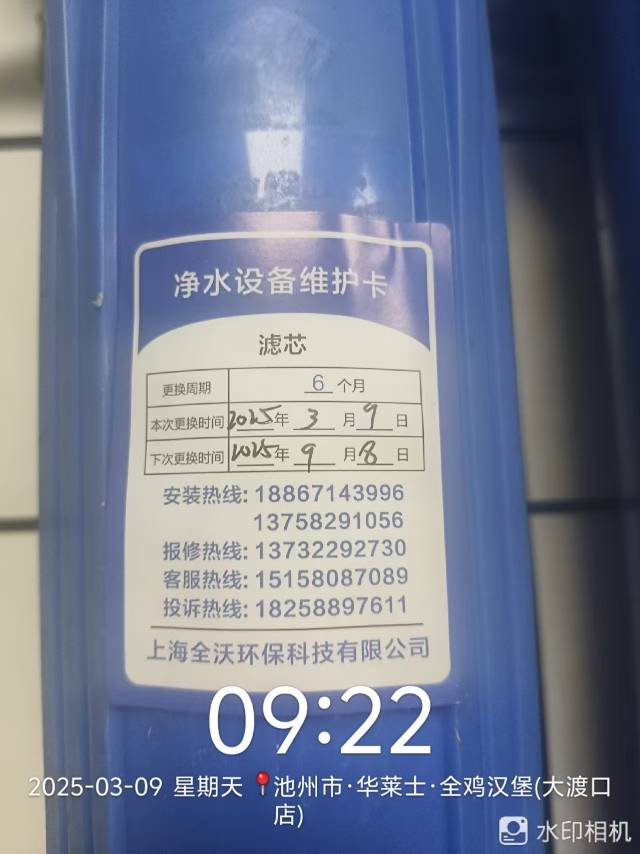 净水设备维护卡
滤芯
更换周期 6 个月
本次更换时间 2025年 3 月 9 日
下次更换时间 2025年 9 月 8 日
安装热线: 18867143996
13758291056
报修热线: 13732292730
客服热线: 15158087089
投诉热线: 18258897611
上海全沃环保科技有限公司
09:22
2025-03-09 星期天 📍池州市·华莱士·全鸡汉堡(大渡口
店)
水印相机